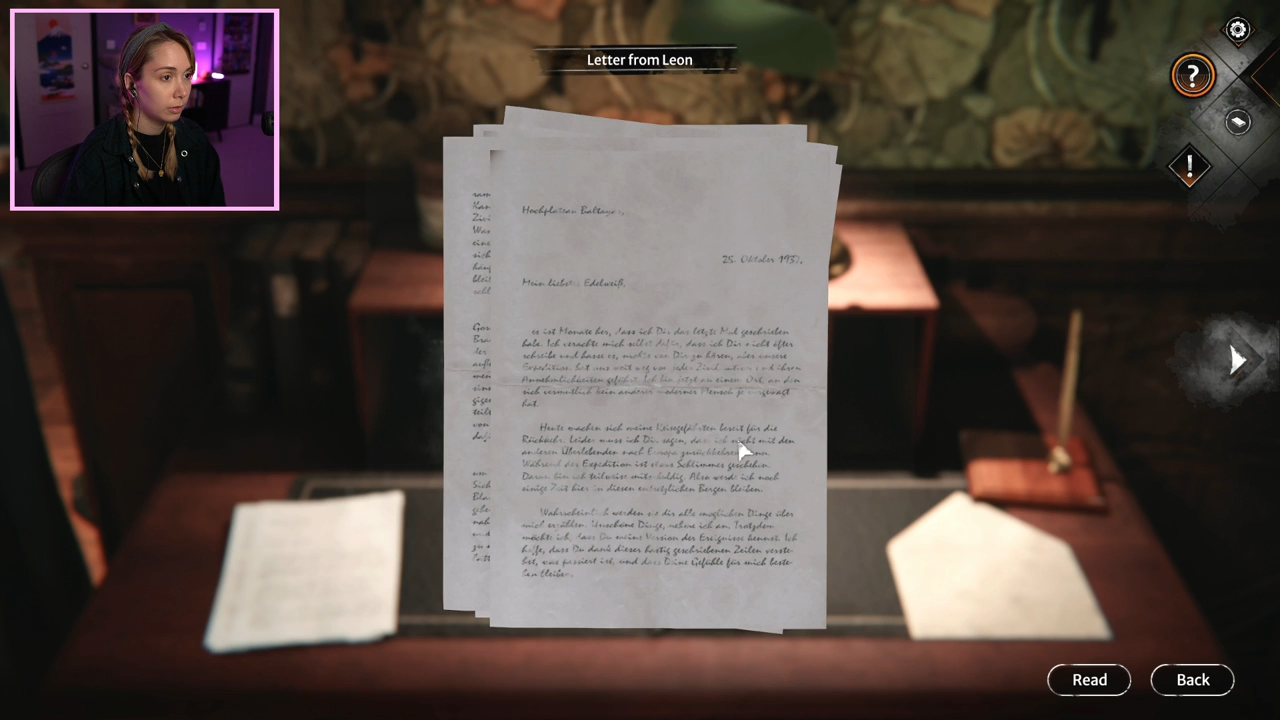 Letter from Leon
?
!
Hochplateau
25. Oktober 1932,
Mein liebstes Edelweiß,
es ist Monate her, dass ich Dir das letzte Mal geschrieben
habe. Ich verachte mich selbst dafür, dass ich Dir nicht öfter
schreibe und hasse es, nichts von Dir zu hören, aber unsere
Expedition hat uns weit weg von jeder Zivilisation und ihren
Annehmlichkeiten geführt. Ich bin jetzt an einem Ort, an den
sich vermutlich kein anderer moderner Mensch je gewagt
hat.
Heute machen sich meine Reisegefährten bereit für die
Rückkehr. Leider muss ich Dir sagen, dass ich nicht mit den
anderen Überlebenden nach Europa zurückkehren kann.
Während der Expedition ist etwas Schlimmes geschehen.
Daran bin ich teilweise mitschuldig. Also werde ich noch
einige Zeit hier in diesen entsetzlichen Bergen bleiben.
Wahrscheinlich werden sie dir alle möglichen Dinge über
mich erzählen. Unschöne Dinge, nehme ich an. Trotzdem
möchte ich, dass Du meine Version der Ereignisse kennst. Ich
hoffe, dass Du dank dieser hastig geschriebenen Zeilen verste-
hst, was passiert ist, und dass Deine Gefühle für mich beste-
hen bleiben.
Read
Back